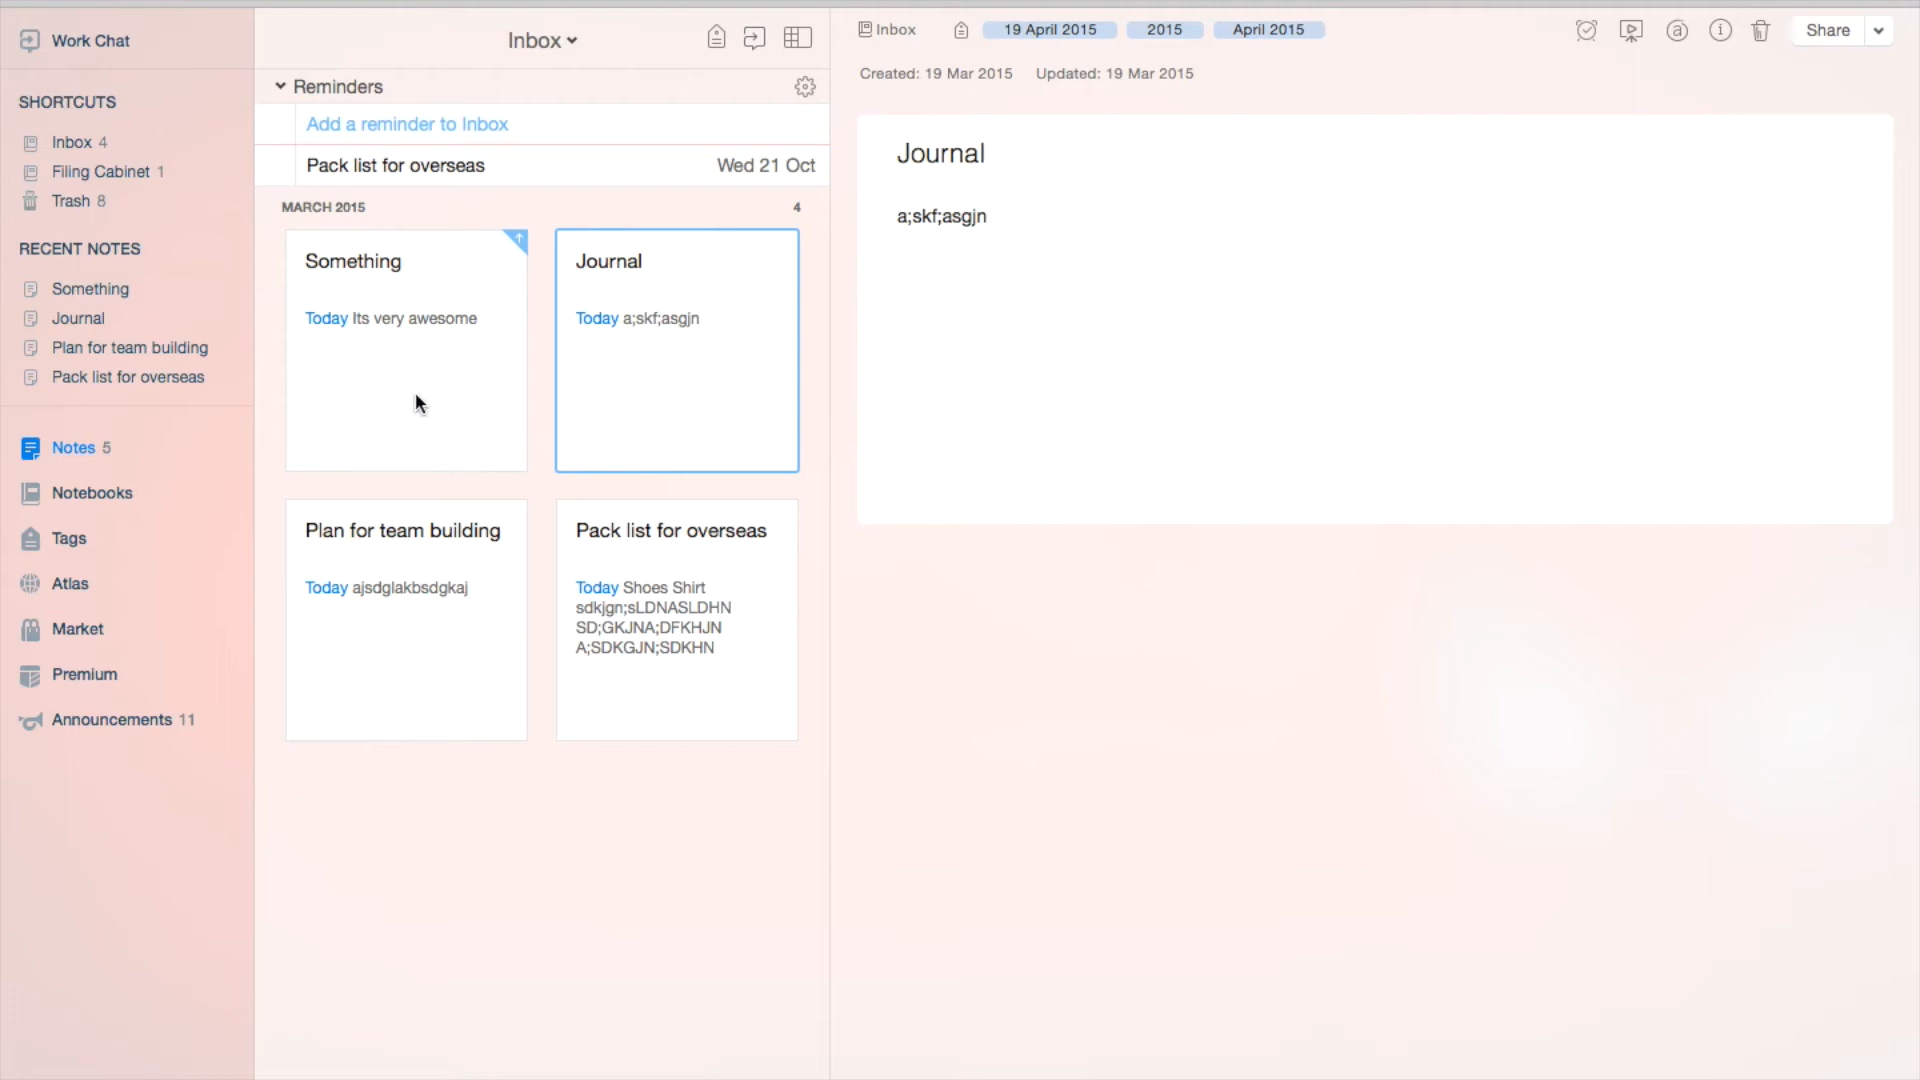 Work Chat
SHORTCUTS
Inbox 4
Filing Cabinet 1
Trash 8
RECENT NOTES
Something
Journal
Plan for team building
Pack list for overseas
Notes 5
Notebooks
Tags
Atlas
Market
Premium
Announcements 11
Inbox
Reminders
Add a reminder to Inbox
Pack list for overseas Wed 21 Oct
MARCH 2015 4
Something
Today Its very awesome
Journal
Today a;skf;asgjn
Plan for team building
Today ajsdglakbsdgkaj
Pack list for overseas
Today Shoes Shirt
sdkjgn;sLDNASLDHN
SD;GKJNA;DFKHJN
A;SDKGJN;SDKHN
Inbox 19 April 2015 2015 April 2015 Share
Created: 19 Mar 2015 Updated: 19 Mar 2015
Journal
a;skf;asgjn